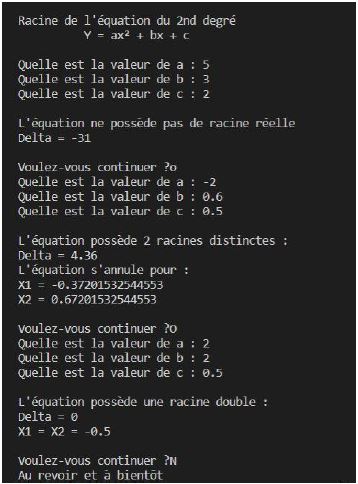 Racine de l'équation du 2nd degré
Y = ax² + bx + c
Quelle est la valeur de a : 5
Quelle est la valeur de b : 3
Quelle est la valeur de c : 2
L'équation ne possède pas de racine réelle
Delta = -31
Voulez-vous continuer ?o
Quelle est la valeur de a : -2
Quelle est la valeur de b : 0.6
Quelle est la valeur de c : 0.5
L'équation possède 2 racines distinctes :
Delta = 4.36
L'équation s'annule pour :
X1 = -0.37201532544553
X2 = 0.67201532544553
Voulez-vous continuer ?O
Quelle est la valeur de a : 2
Quelle est la valeur de b : 2
Quelle est la valeur de c : 0.5
L'équation possède une racine double :
Delta = 0
X1 = X2 = -0.5
Voulez-vous continuer ?N
Au revoir et à bientôt